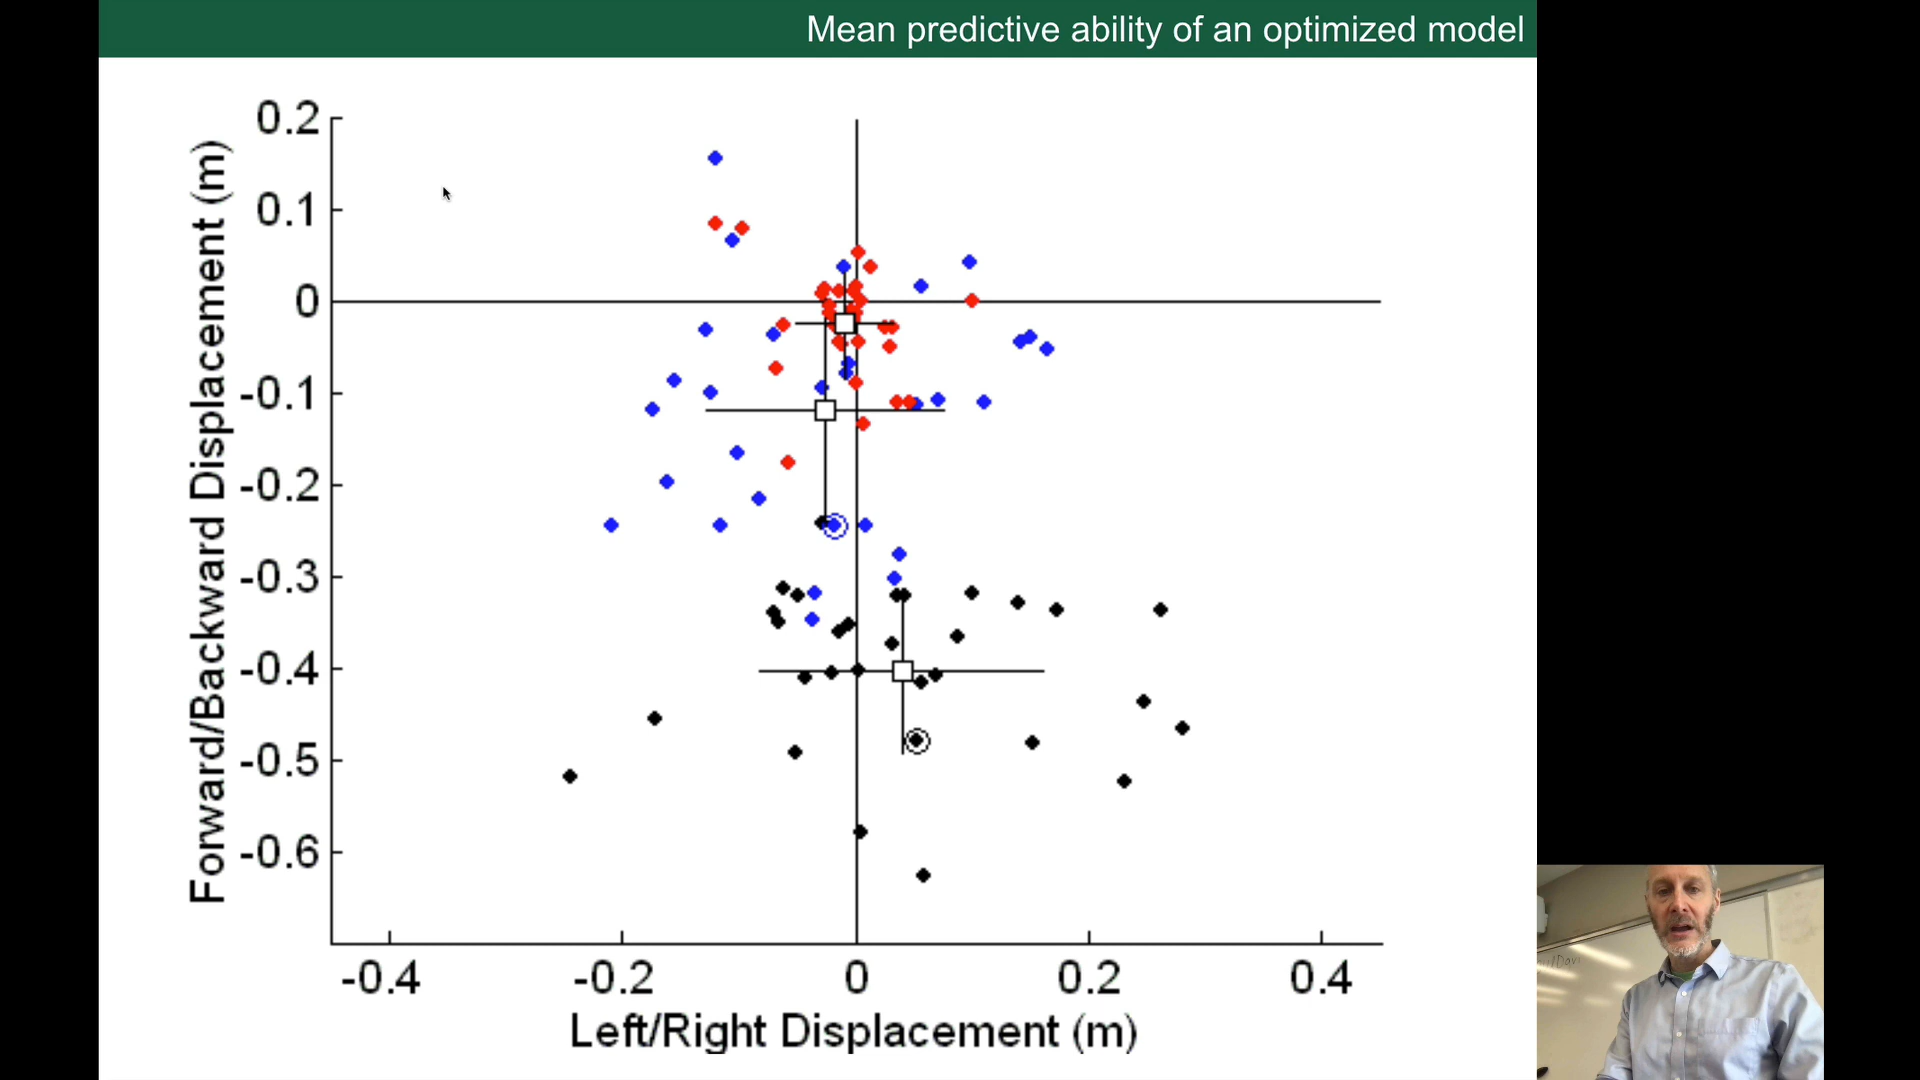 Mean predictive ability of an optimized model
0.2
0.1
0
-0.1
-0.2
-0.3
-0.4
-0.5
-0.6
Forward/Backward Displacement (m)
-0.4 -0.2 0 0.2 0.4
Left/Right Displacement (m)